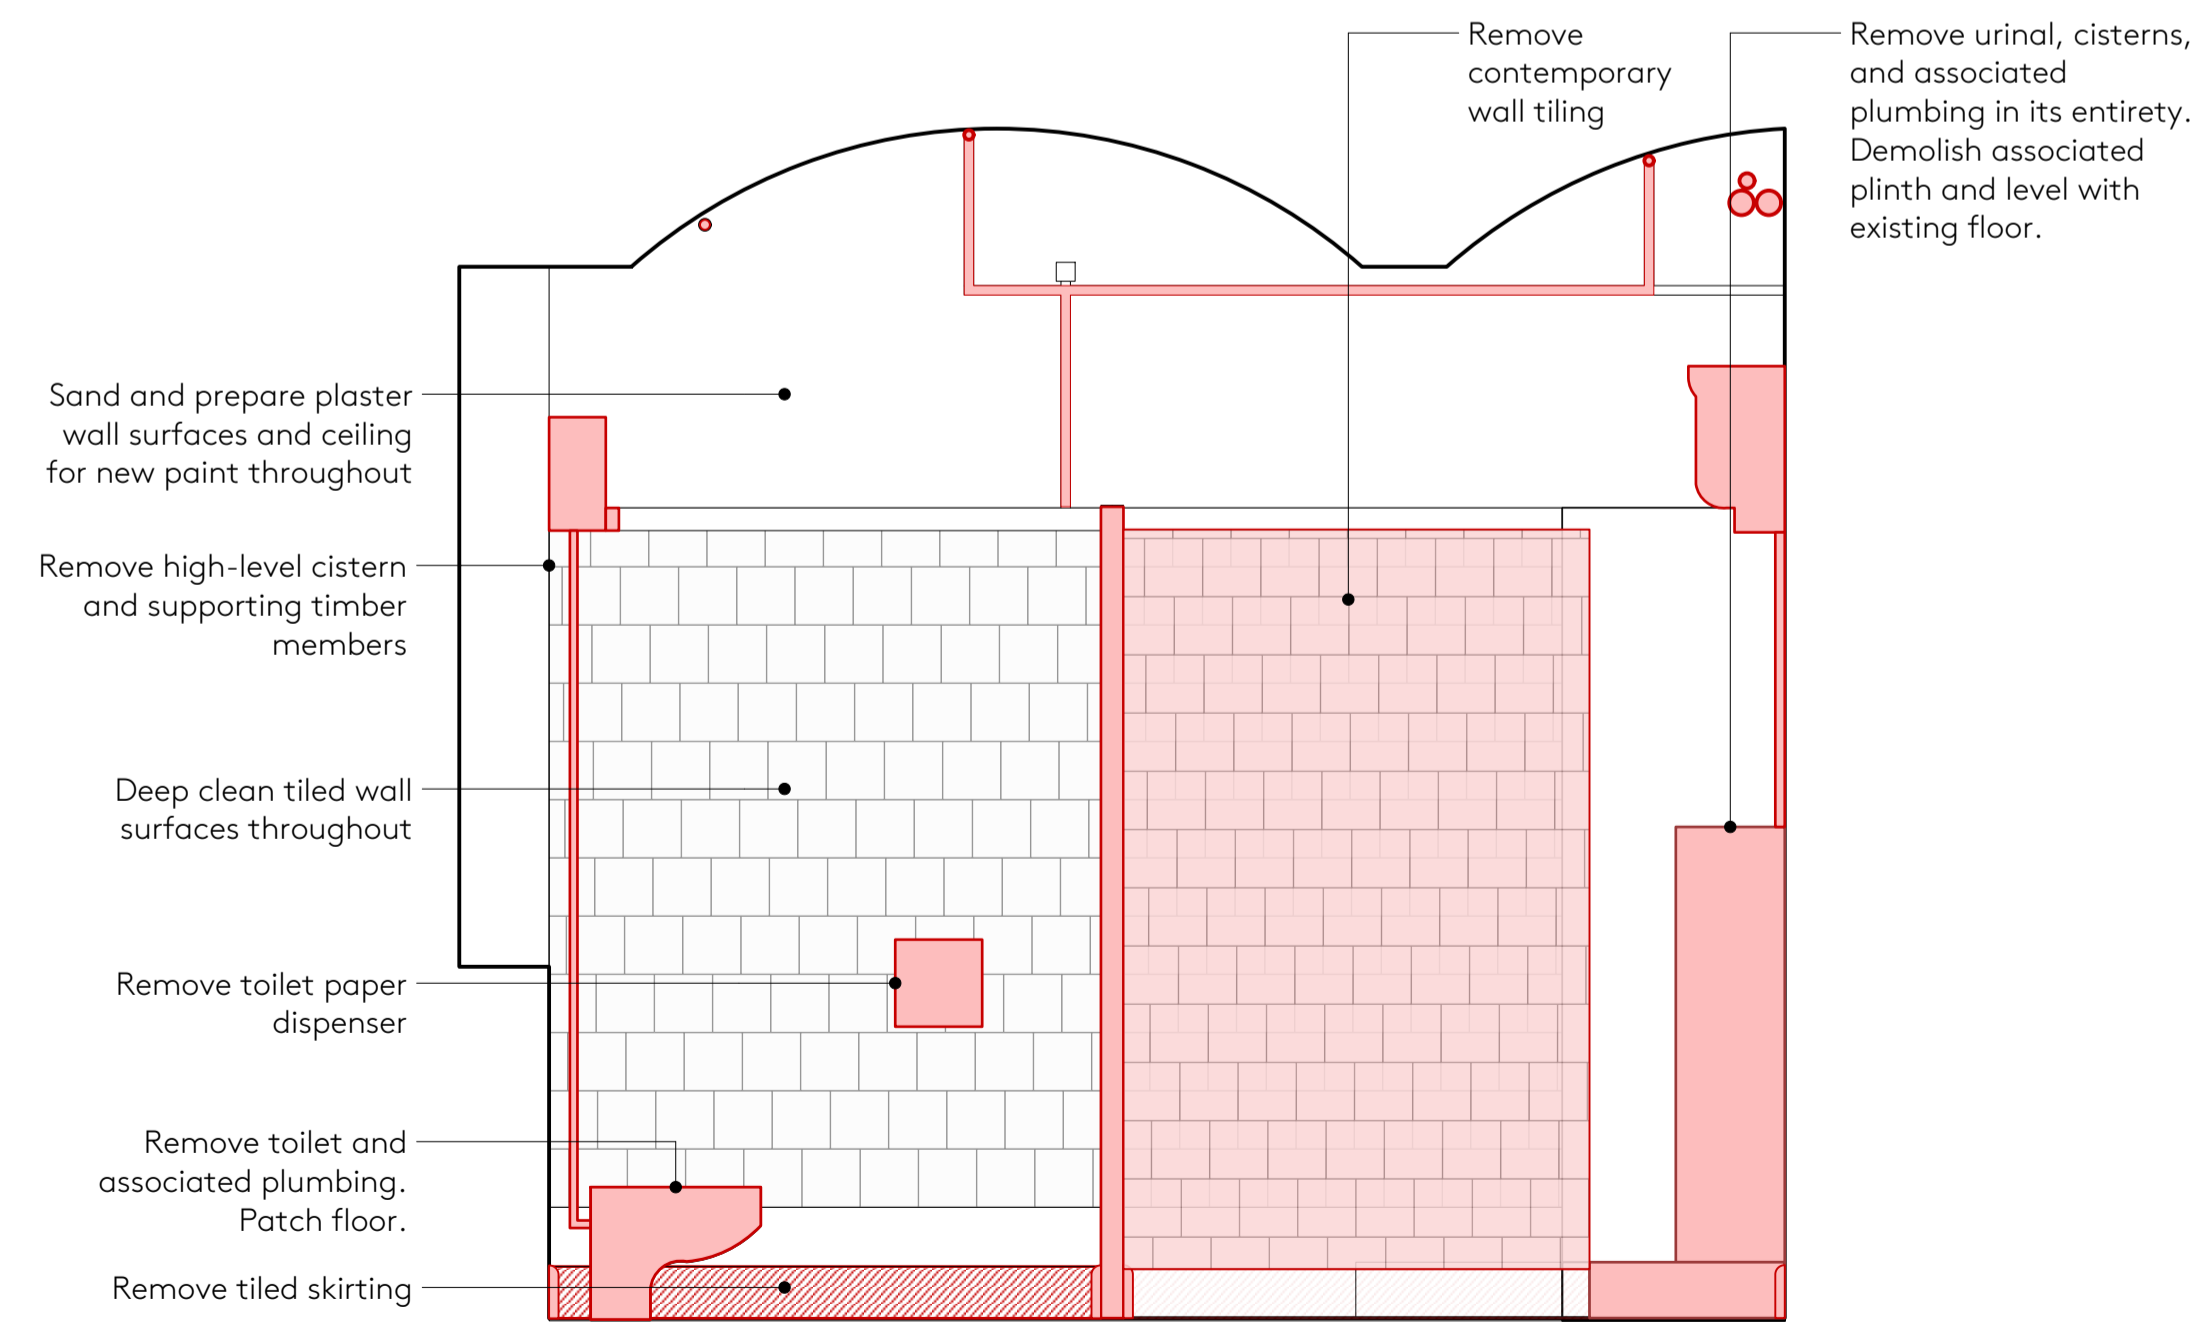 Remove
contemporary
wall tiling
Remove urinal, cisterns,
and associated
plumbing in its entirety.
Demolish associated
plinth and level with
existing floor.
Sand and prepare plaster
wall surfaces and ceiling
for new paint throughout
Remove high-level cistern
and supporting timber
members
Deep clean tiled wall
surfaces throughout
Remove toilet paper
dispenser
Remove toilet and
associated plumbing.
Patch floor.
Remove tiled skirting